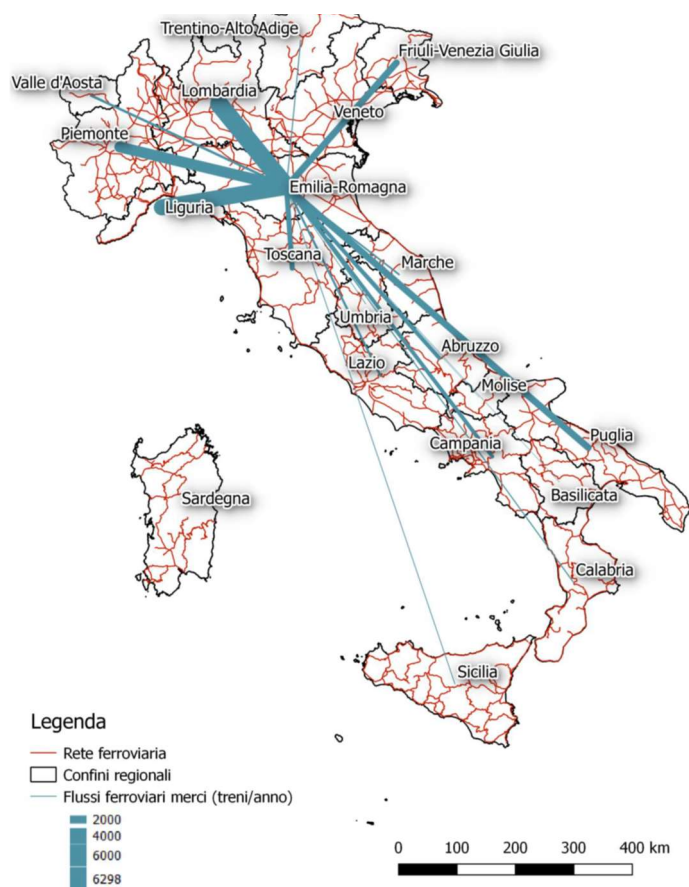 Trentino-Alto Adige
Friuli-Venezia Giulia
Valle d'Aosta
Lombardia
Veneto
Piemonte
Emilia-Romagna
Liguria
Toscana
Marche
Umbria
Abruzzo
Lazio
Molise
Puglia
Campania
Basilicata
Sardegna
Calabria
Sicilia
Legenda
Rete ferroviaria
Confini regionali
Flussi ferroviari merci (treni/anno)
2000
4000
6000
6298
0 100 200 300 400 km